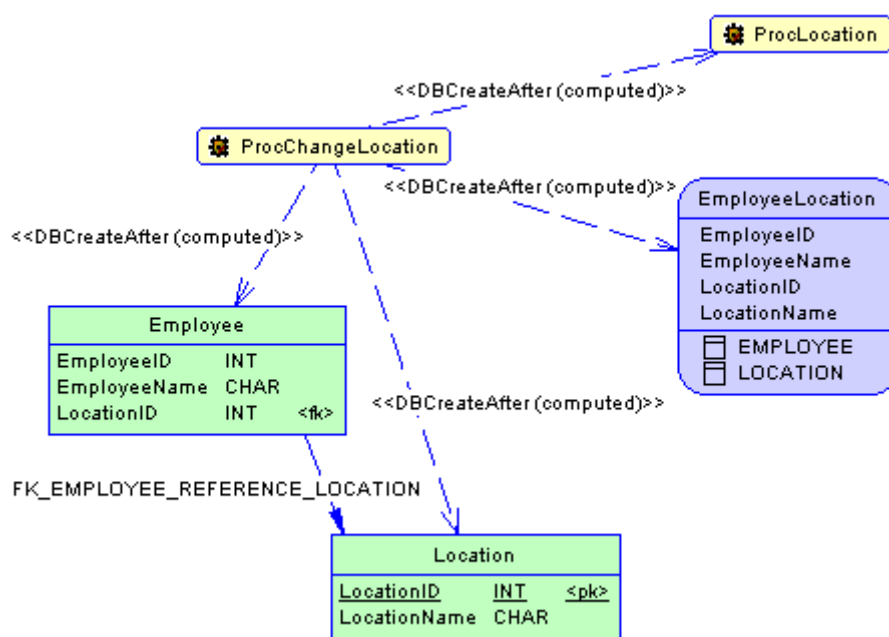 ProcLocation
<<DBCreateAfter (computed)>>
ProcChangeLocation
<<DBCreateAfter (computed)>>
EmployeeLocation
EmployeeID
EmployeeName
LocationID
LocationName
EMPLOYEE
LOCATION
<<DBCreateAfter (computed)>>
Employee
EmployeeID INT
EmployeeName CHAR
LocationID INT <fk>
<<DBCreateAfter (computed)>>
FK_EMPLOYEE_REFERENCE_LOCATION
Location
LocationID INT <pk>
LocationName CHAR